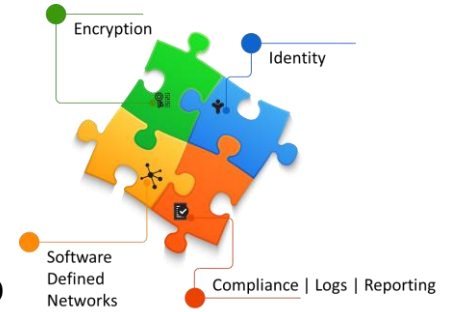 Encryption
Identity
Software
Defined
Networks
Compliance | Logs | Reporting